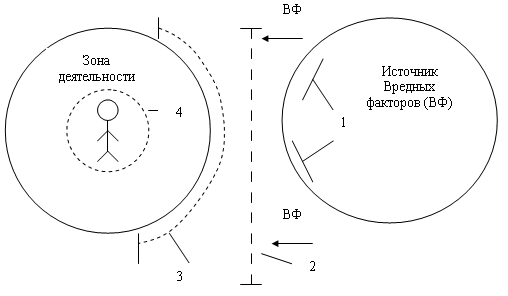 ВФ
Зона
деятельности
Источник
Вредных
факторов (ВФ)
4
1
ВФ
3
2